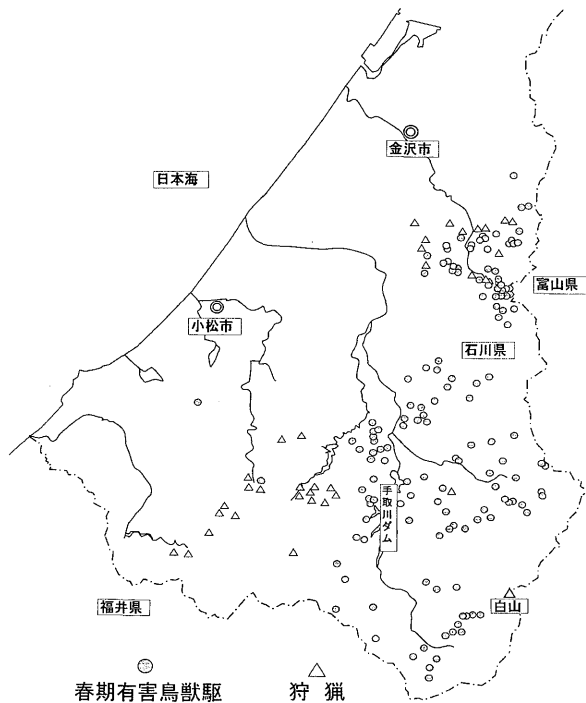 金沢市
日本海
富山県
小松市
石川県
手取川ダム
白山
福井県
春期有害鳥獣駆
狩猟